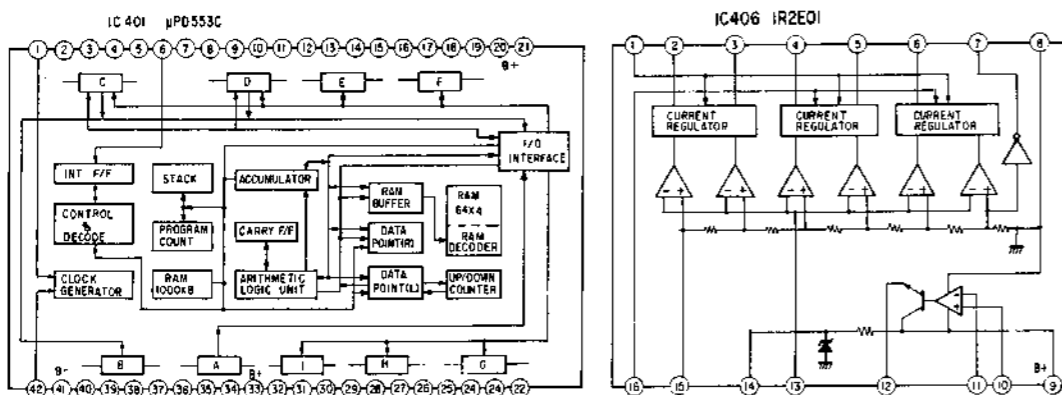 IC 401 μPD553C
1 2 3 4 5 6 7 8 9 10 11 12 13 14 15 16 17 18 19 20 21
B+
C D E F
I/O INTERFACE
INT F/F
STACK
ACCUMULATOR
RAM BUFFER
RAM 64X4
CONTROL & DECODE
PROGRAM COUNT
CARRY F/F
DATA POINT(R)
RAM DECODER
CLOCK GENERATOR
RAM 1000X8
ARITHMETIC LOGIC UNIT
DATA POINT(L)
UP/DOWN COUNTER
B A I H G
B- B+
42 41 40 39 38 37 36 35 34 33 32 31 30 29 28 27 26 25 24 24 22
IC406 IR2E01
1 2 3 4 5 6 7 8
CURRENT REGULATOR
CURRENT REGULATOR
CURRENT REGULATOR
- + - + - + - + - + - +
B+
16 15 14 13 12 11 10 9